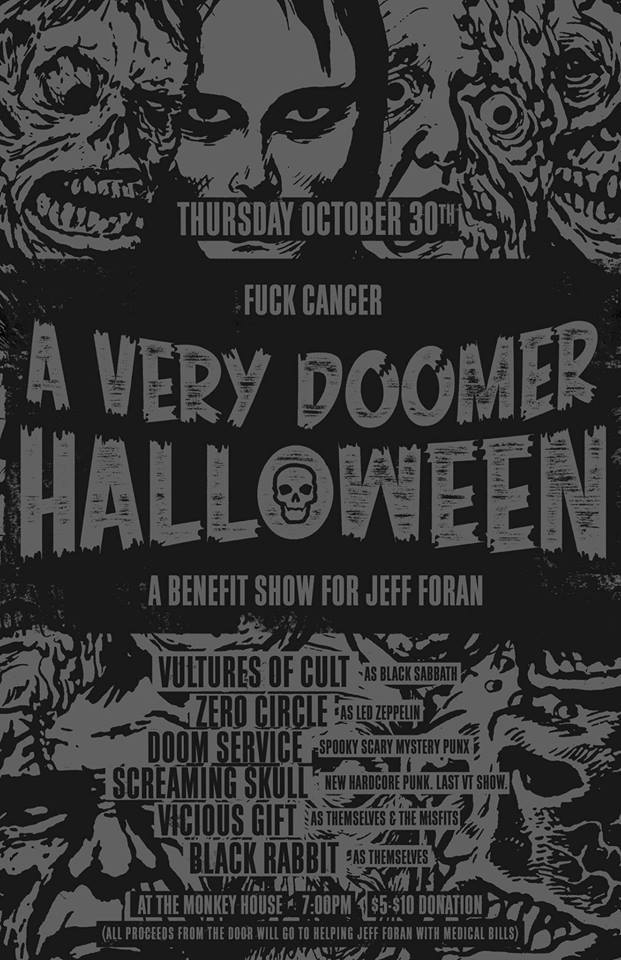 THURSDAY OCTOBER 30TH
FUCK CANCER
A VERY DOOMER
HALLOWEEN
A BENEFIT SHOW FOR JEFF FORAN
VULTURES OF CULT AS BLACK SABBATH
ZERO CIRCLE AS LED ZEPPELIN
DOOM SERVICE SPOOKY SCARY MYSTERY PUNX
SCREAMING SKULL NEW HARDCORE PUNK. LAST VT SHOW.
VICIOUS GIFT AS THEMSELVES & THE MISFITS
BLACK RABBIT AS THEMSELVES
AT THE MONKEY HOUSE 7:00PM $5-$10 DONATION
(ALL PROCEEDS FROM THE DOOR WILL GO TO HELPING JEFF FORAN WITH MEDICAL BILLS)